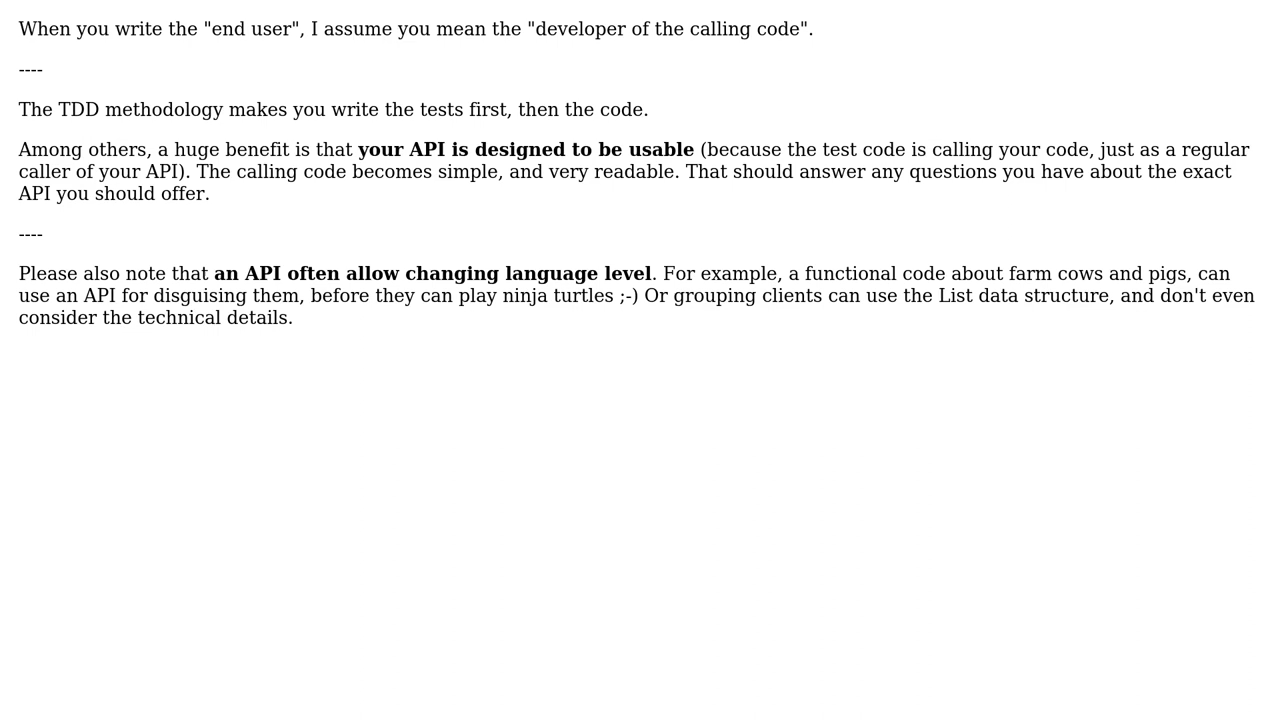 When you write the "end user", I assume you mean the "developer of the calling code".
----
The TDD methodology makes you write the tests first, then the code.
Among others, a huge benefit is that your API is designed to be usable (because the test code is calling your code, just as a regular
caller of your API). The calling code becomes simple, and very readable. That should answer any questions you have about the exact
API you should offer.
----
Please also note that an API often allow changing language level. For example, a functional code about farm cows and pigs, can
use an API for disguising them, before they can play ninja turtles ;-) Or grouping clients can use the List data structure, and don't even
consider the technical details.